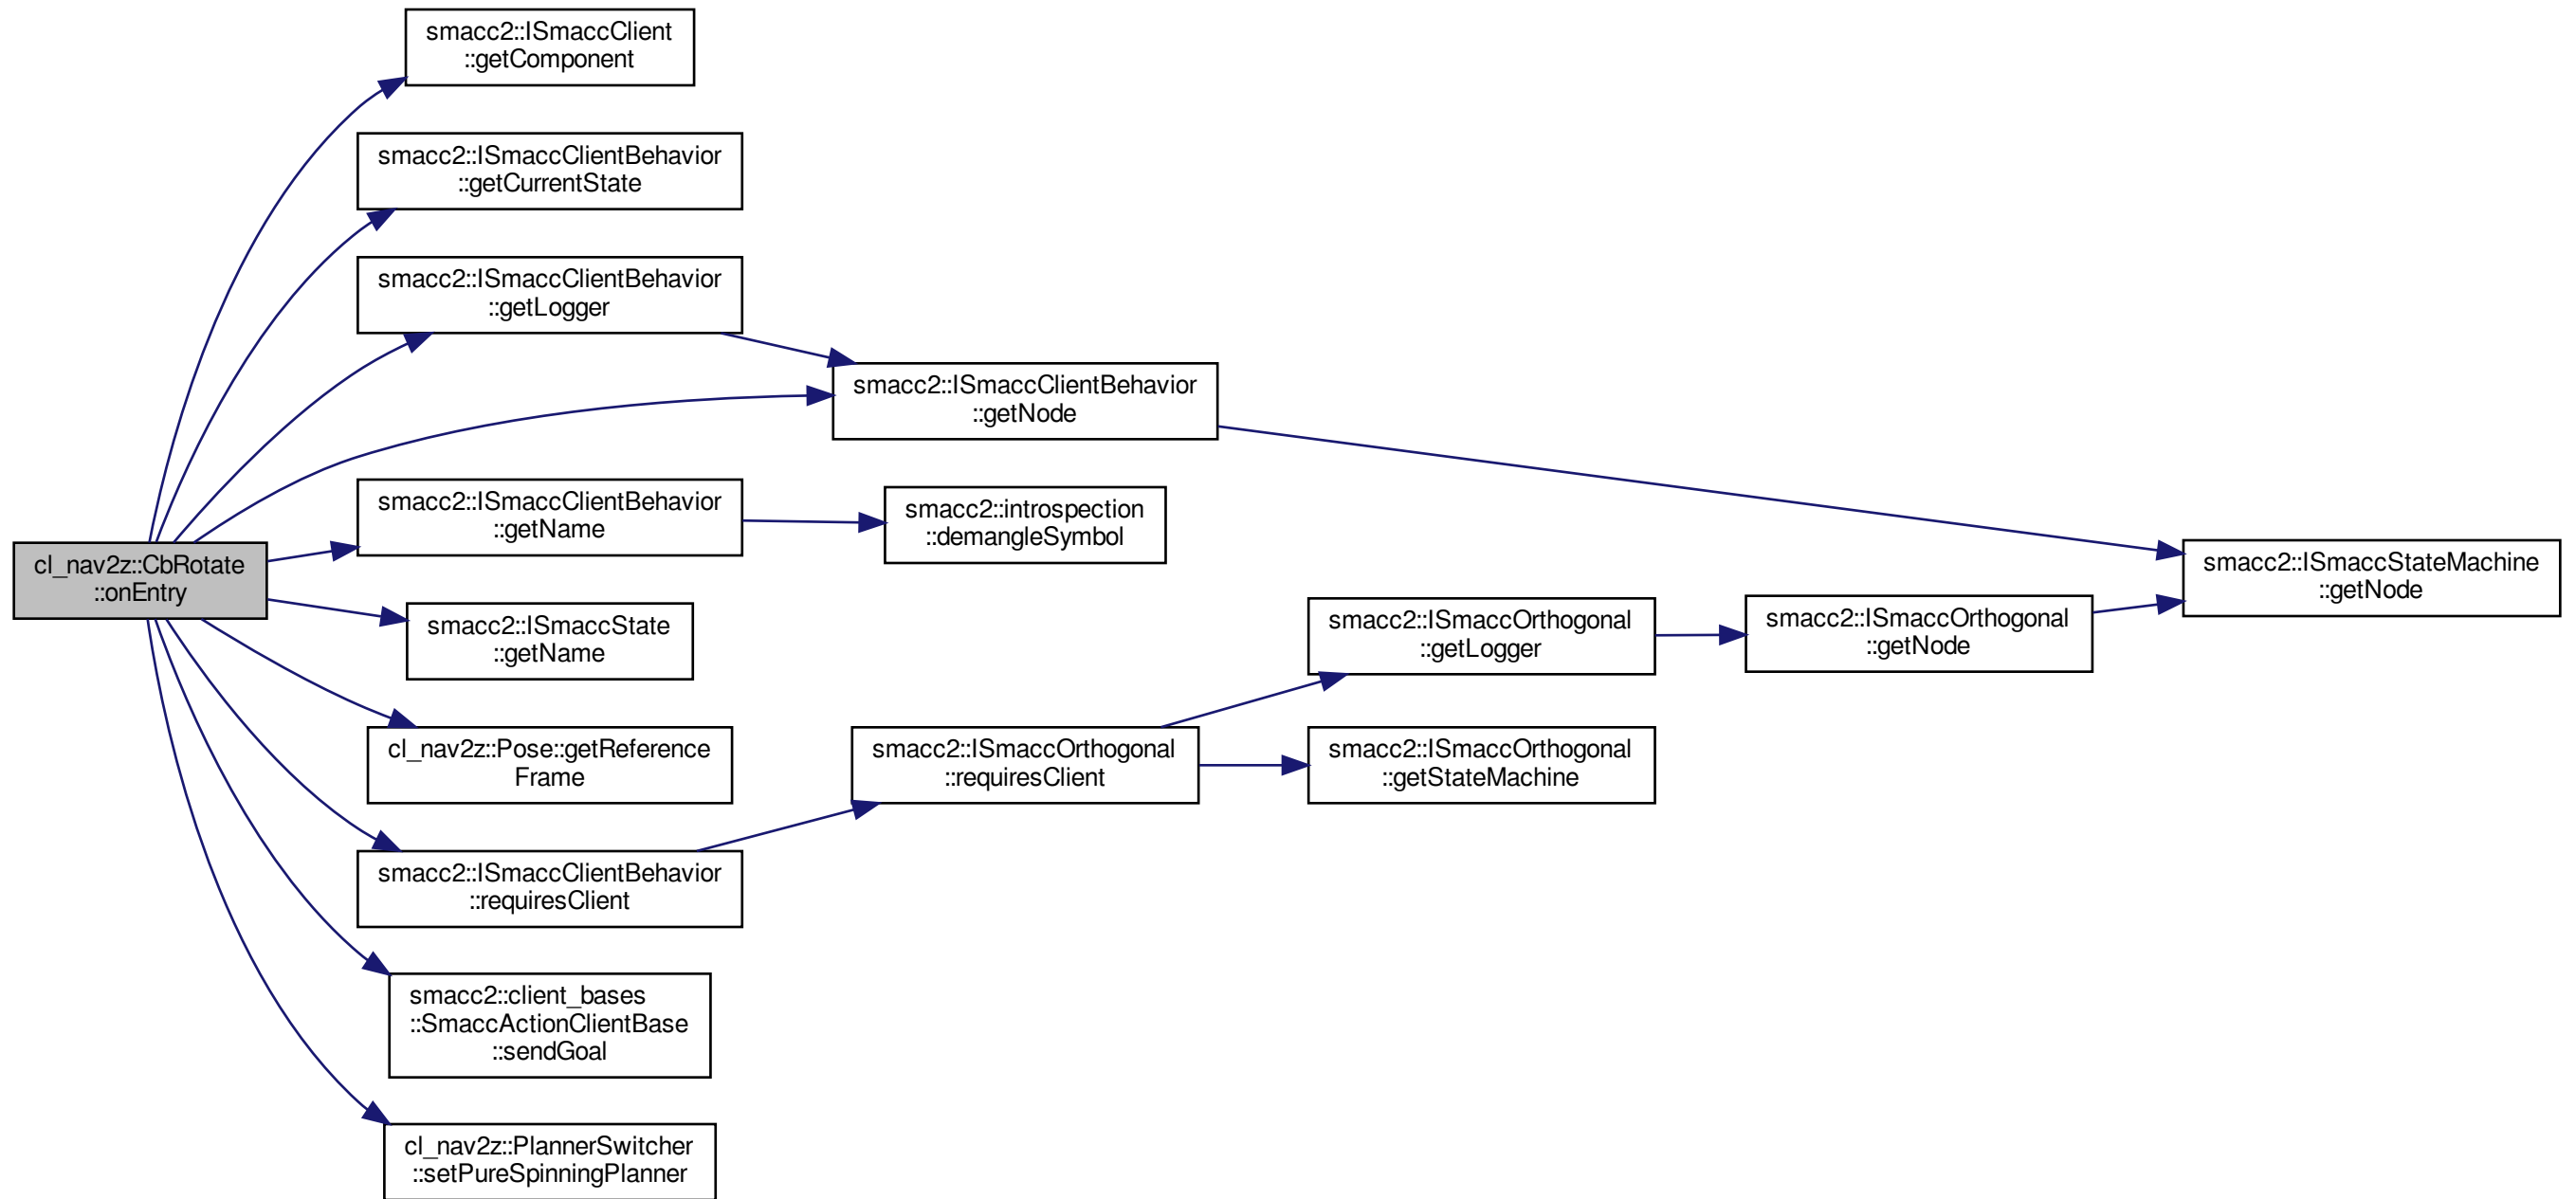 smacc2::ISmaccClient
::getComponent
smacc2::ISmaccClientBehavior
::getCurrentState
smacc2::ISmaccClientBehavior
::getLogger
smacc2::ISmaccClientBehavior
::getNode
smacc2::ISmaccClientBehavior
::getName
smacc2::introspection
::demangleSymbol
cl_nav2z::CbRotate
::onEntry
smacc2::ISmaccStateMachine
::getNode
smacc2::ISmaccState
::getName
smacc2::ISmaccOrthogonal
::getLogger
smacc2::ISmaccOrthogonal
::getNode
cl_nav2z::Pose::getReference
Frame
smacc2::ISmaccOrthogonal
::requiresClient
smacc2::ISmaccOrthogonal
::getStateMachine
smacc2::ISmaccClientBehavior
::requiresClient
smacc2::client_bases
::SmaccActionClientBase
::sendGoal
cl_nav2z::PlannerSwitcher
::setPureSpinningPlanner